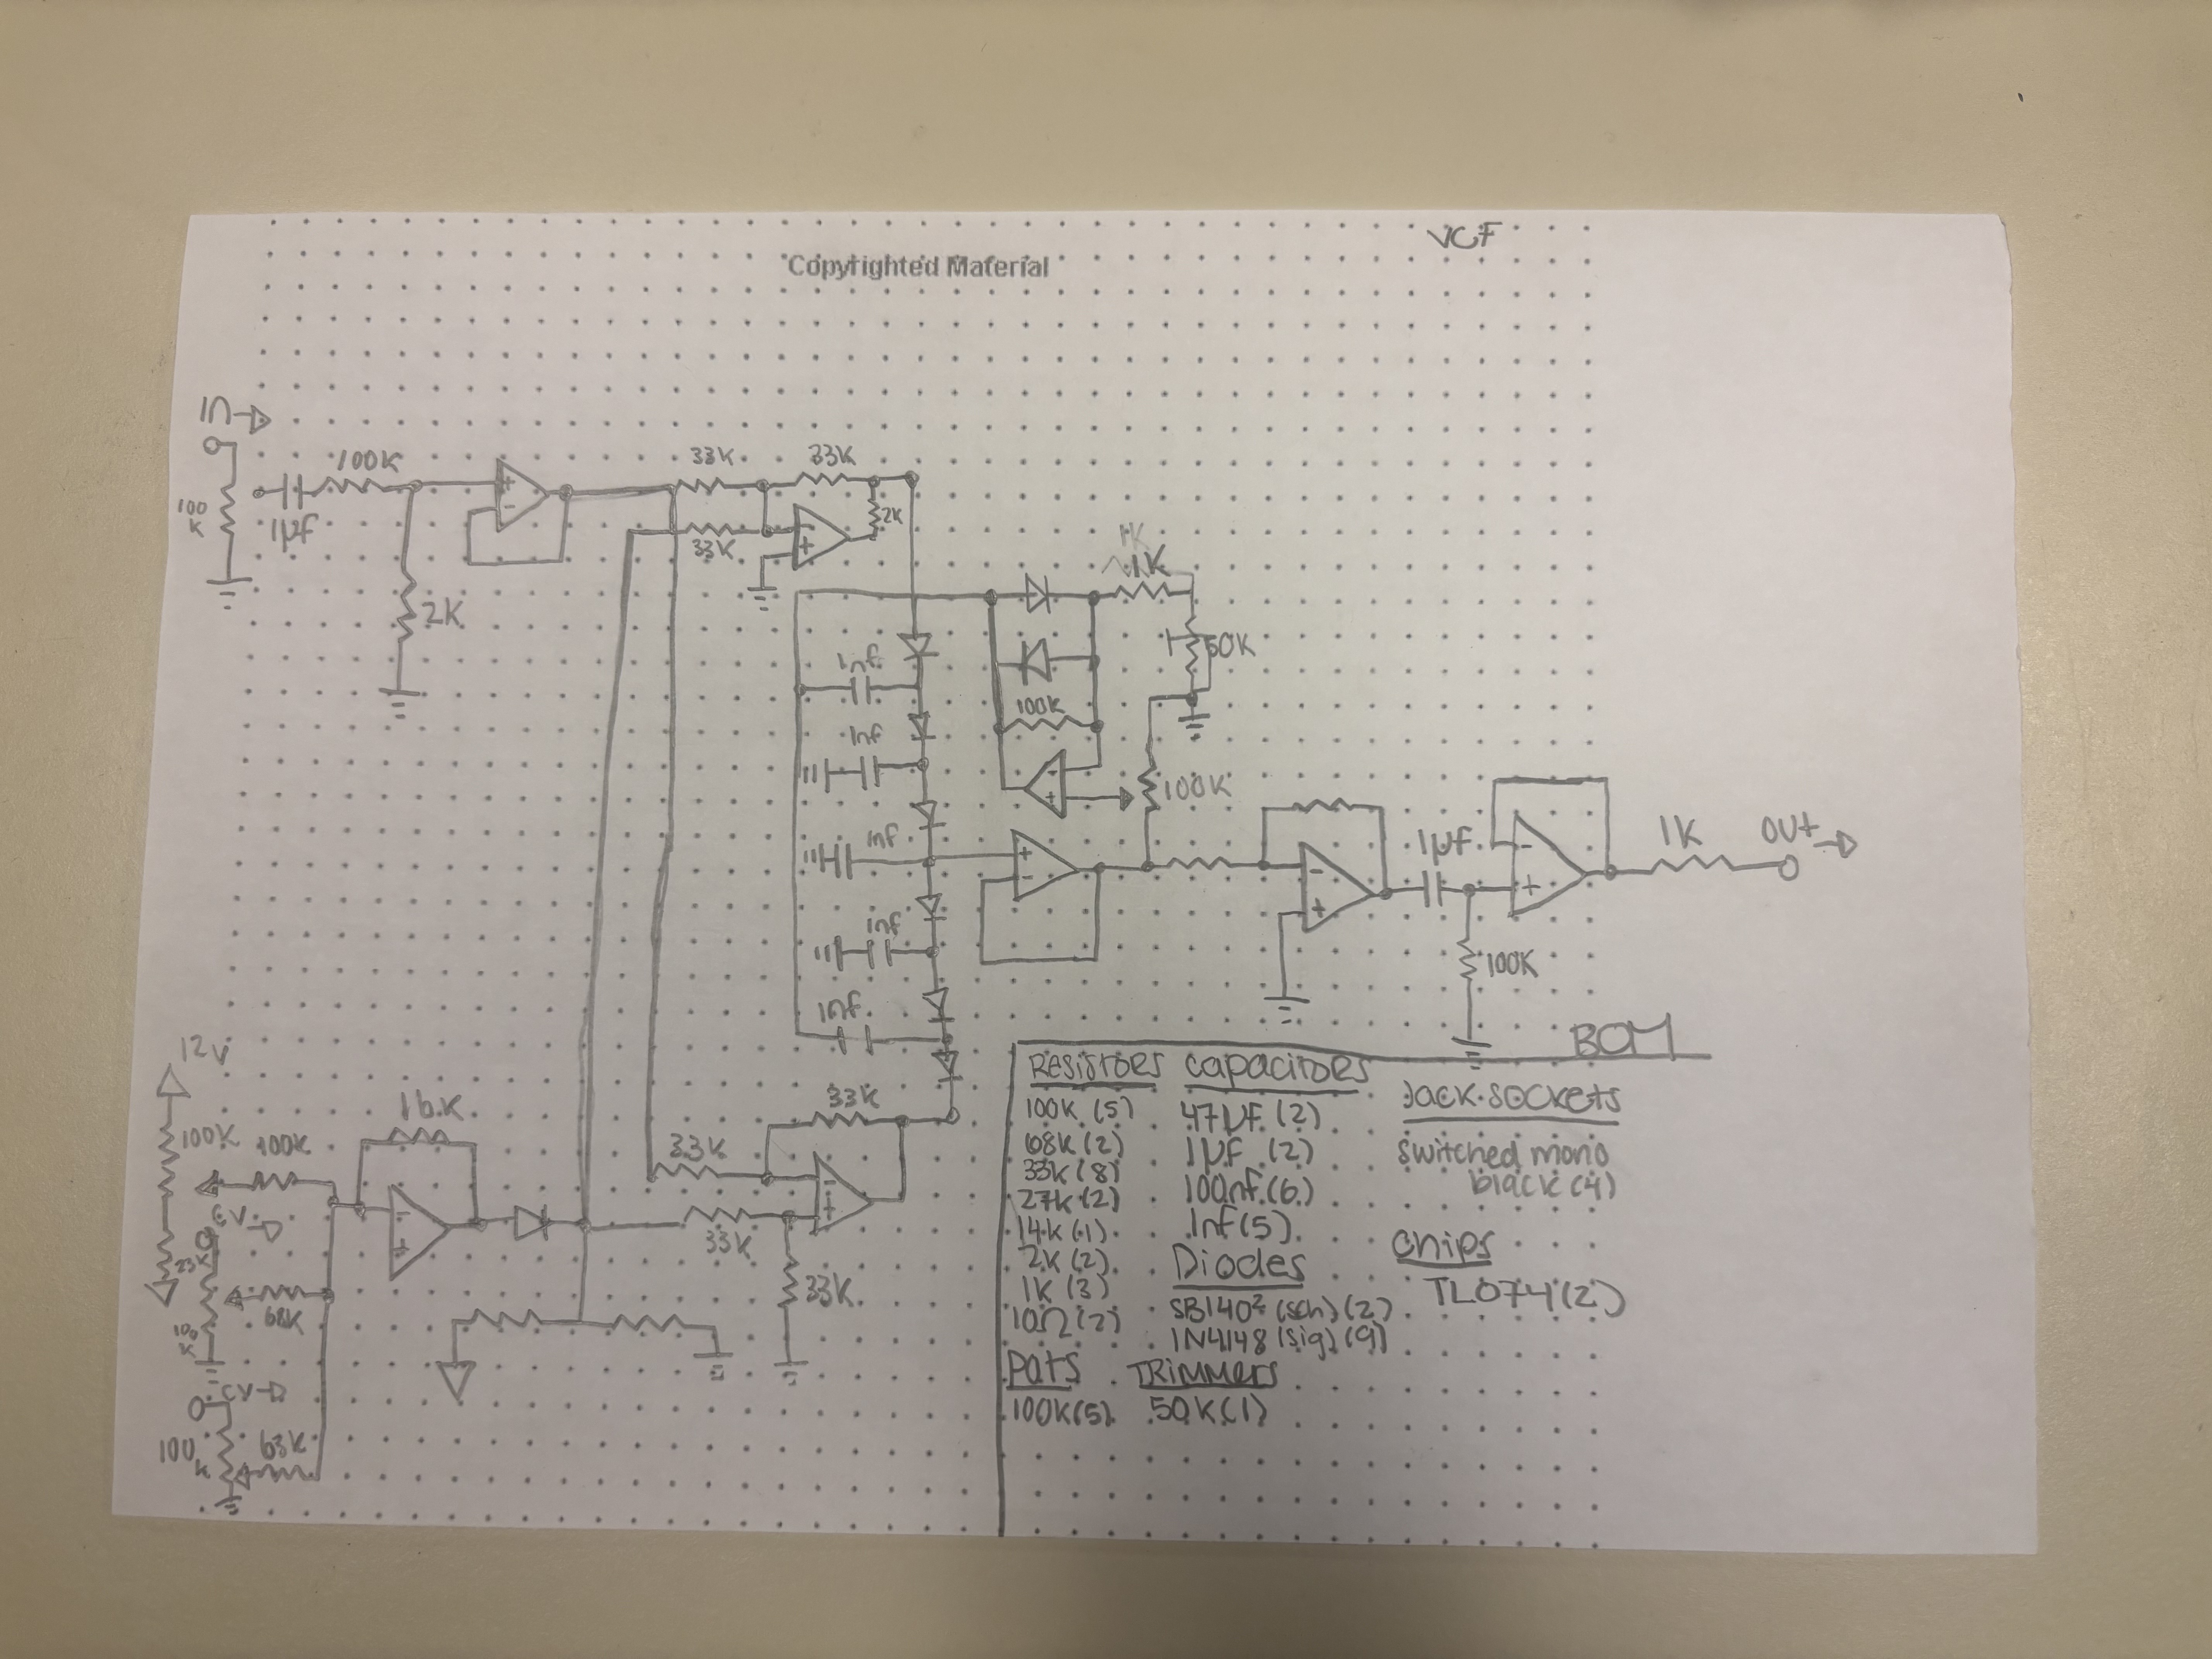 VCF
Copyrighted Material
IN
100K
33K
33K
100
K
1µf
2K
33K
1K
1K
2K
50K
1nf
100K
1nf
100K
1nf
1µf
1K
OUT
1nf
100K
1nf
12V
16K
33K
100K
100K
33K
CV
33K
33K
68K
CV
100
K
63K
BOM
RESISTORS
100K (5)
68K (2)
33K (8)
27K (2)
14K (1)
2K (2)
1K (3)
10Ω (2)
Capacitors
47µF (2)
1µF (2)
100nf (6)
1nf (5)
Diodes
SB140² (sch) (2)
1N4148 (sig) (9)
Jack Sockets
Switched mono
black (4)
Chips
TL074 (2)
Pots
100K (5)
TRIMMERS
50K (1)